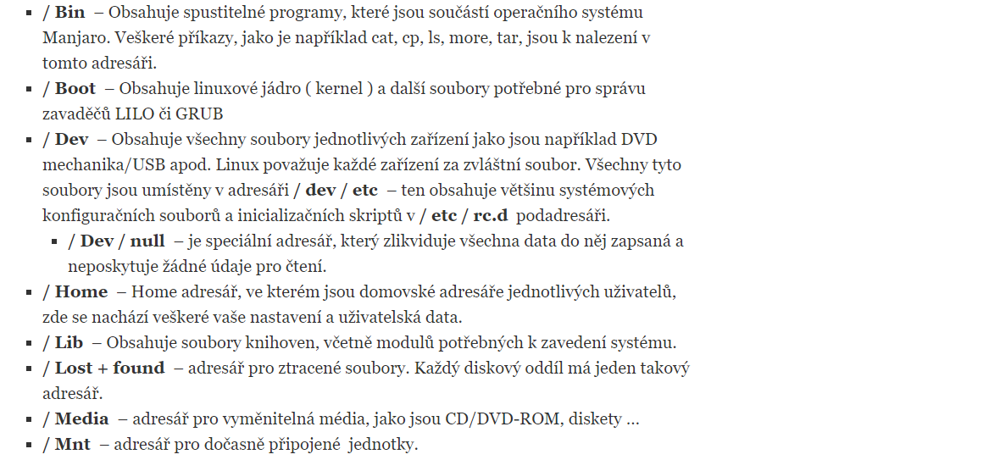 ▪ / Bin – Obsahuje spustitelné programy, které jsou součástí operačního systému
Manjaro. Veškeré příkazy, jako je například cat, cp, ls, more, tar, jsou k nalezení v
tomto adresáři.
▪ / Boot – Obsahuje linuxové jádro ( kernel ) a další soubory potřebné pro správu
zavaděčů LILO či GRUB
▪ / Dev – Obsahuje všechny soubory jednotlivých zařízení jako jsou například DVD
mechanika/USB apod. Linux považuje každé zařízení za zvláštní soubor. Všechny tyto
soubory jsou umístěny v adresáři / dev / etc – ten obsahuje většinu systémových
konfiguračních souborů a inicializačních skriptů v / etc / rc.d podadresáři.
▪ / Dev / null – je speciální adresář, který zlikviduje všechna data do něj zapsaná a
neposkytuje žádné údaje pro čtení.
▪ / Home – Home adresář, ve kterém jsou domovské adresáře jednotlivých uživatelů,
zde se nachází veškeré vaše nastavení a uživatelská data.
▪ / Lib – Obsahuje soubory knihoven, včetně modulů potřebných k zavedení systému.
▪ / Lost + found – adresář pro ztracené soubory. Každý diskový oddíl má jeden takový
adresář.
▪ / Media – adresář pro vyměnitelná média, jako jsou CD/DVD-ROM, diskety ...
▪ / Mnt – adresář pro dočasně připojené jednotky.